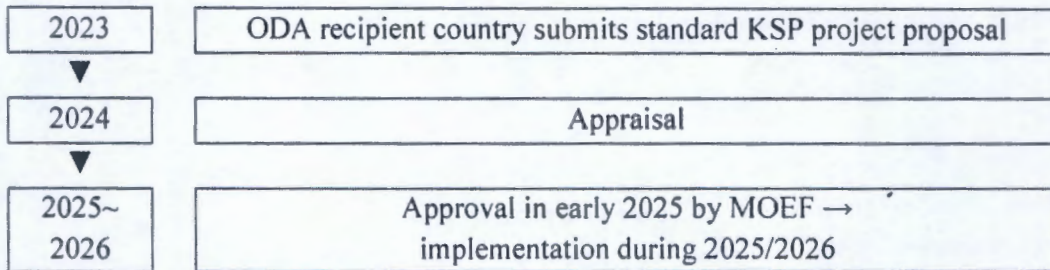 2023
ODA recipient country submits standard KSP project proposal
2024
Appraisal
2025~
2026
Approval in early 2025 by MOEF →
implementation during 2025/2026